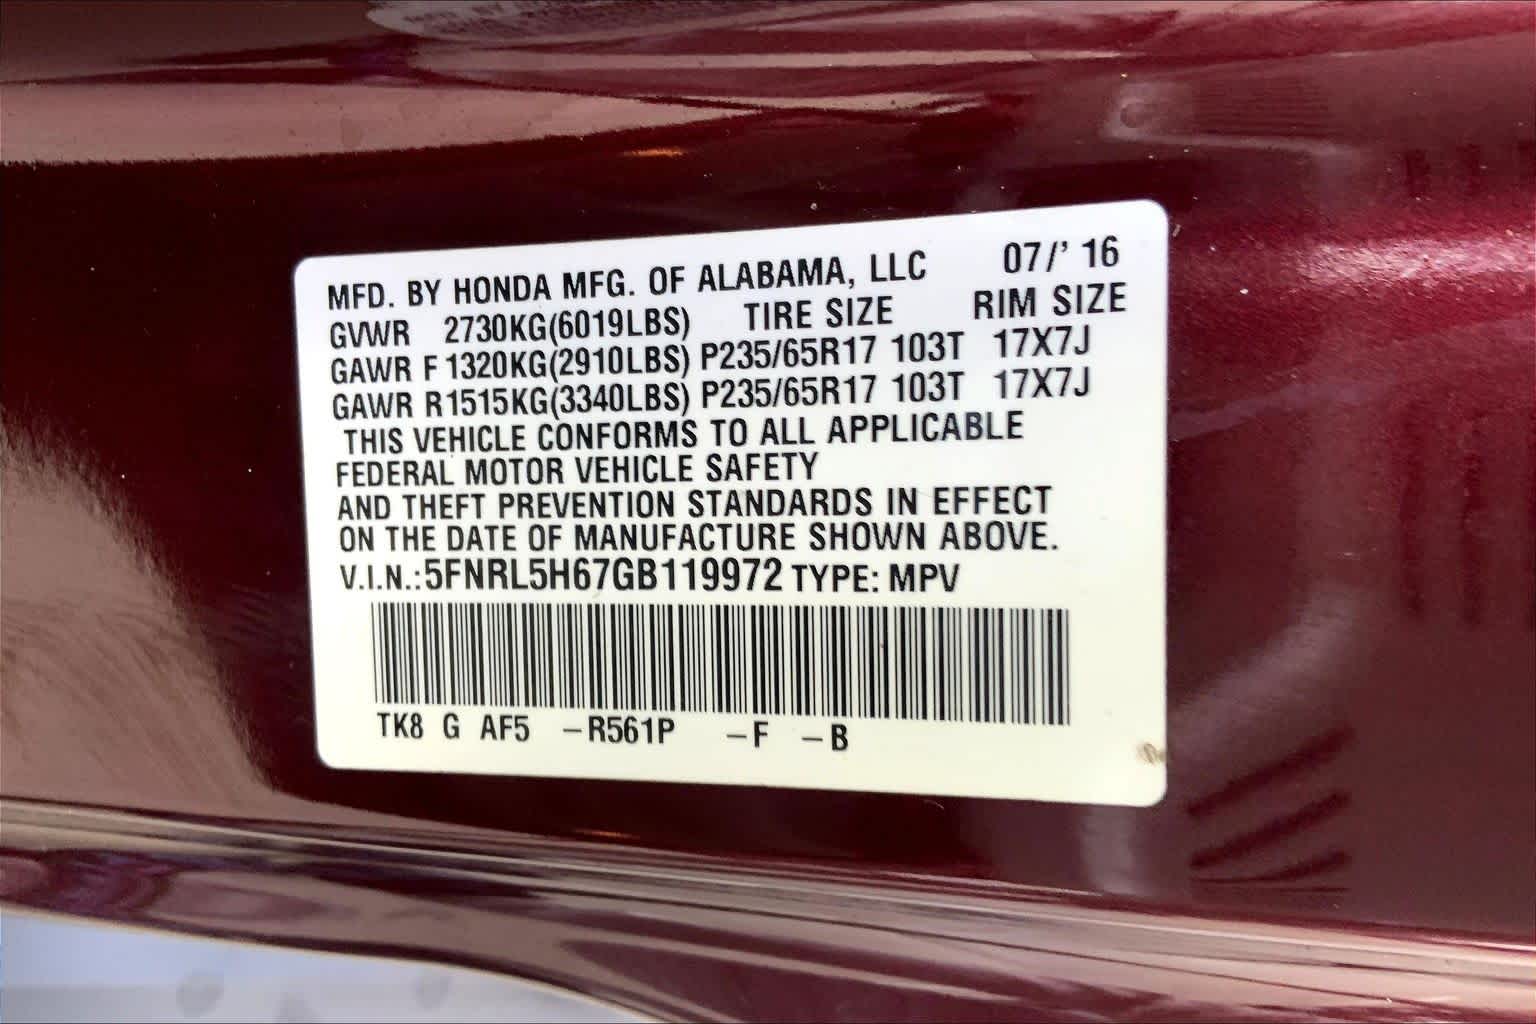 MFD. BY HONDA MFG. OF ALABAMA, LLC 07/' 16
GVWR 2730KG(6019LBS) TIRE SIZE RIM SIZE
GAWR F 1320KG(2910LBS) P235/65R17 103T 17X7J
GAWR R1515KG(3340LBS) P235/65R17 103T 17X7J
THIS VEHICLE CONFORMS TO ALL APPLICABLE
FEDERAL MOTOR VEHICLE SAFETY
AND THEFT PREVENTION STANDARDS IN EFFECT
ON THE DATE OF MANUFACTURE SHOWN ABOVE.
V.I.N.:5FNRL5H67GB119972 TYPE: MPV
TK8 G AF5 –R561P –F –B